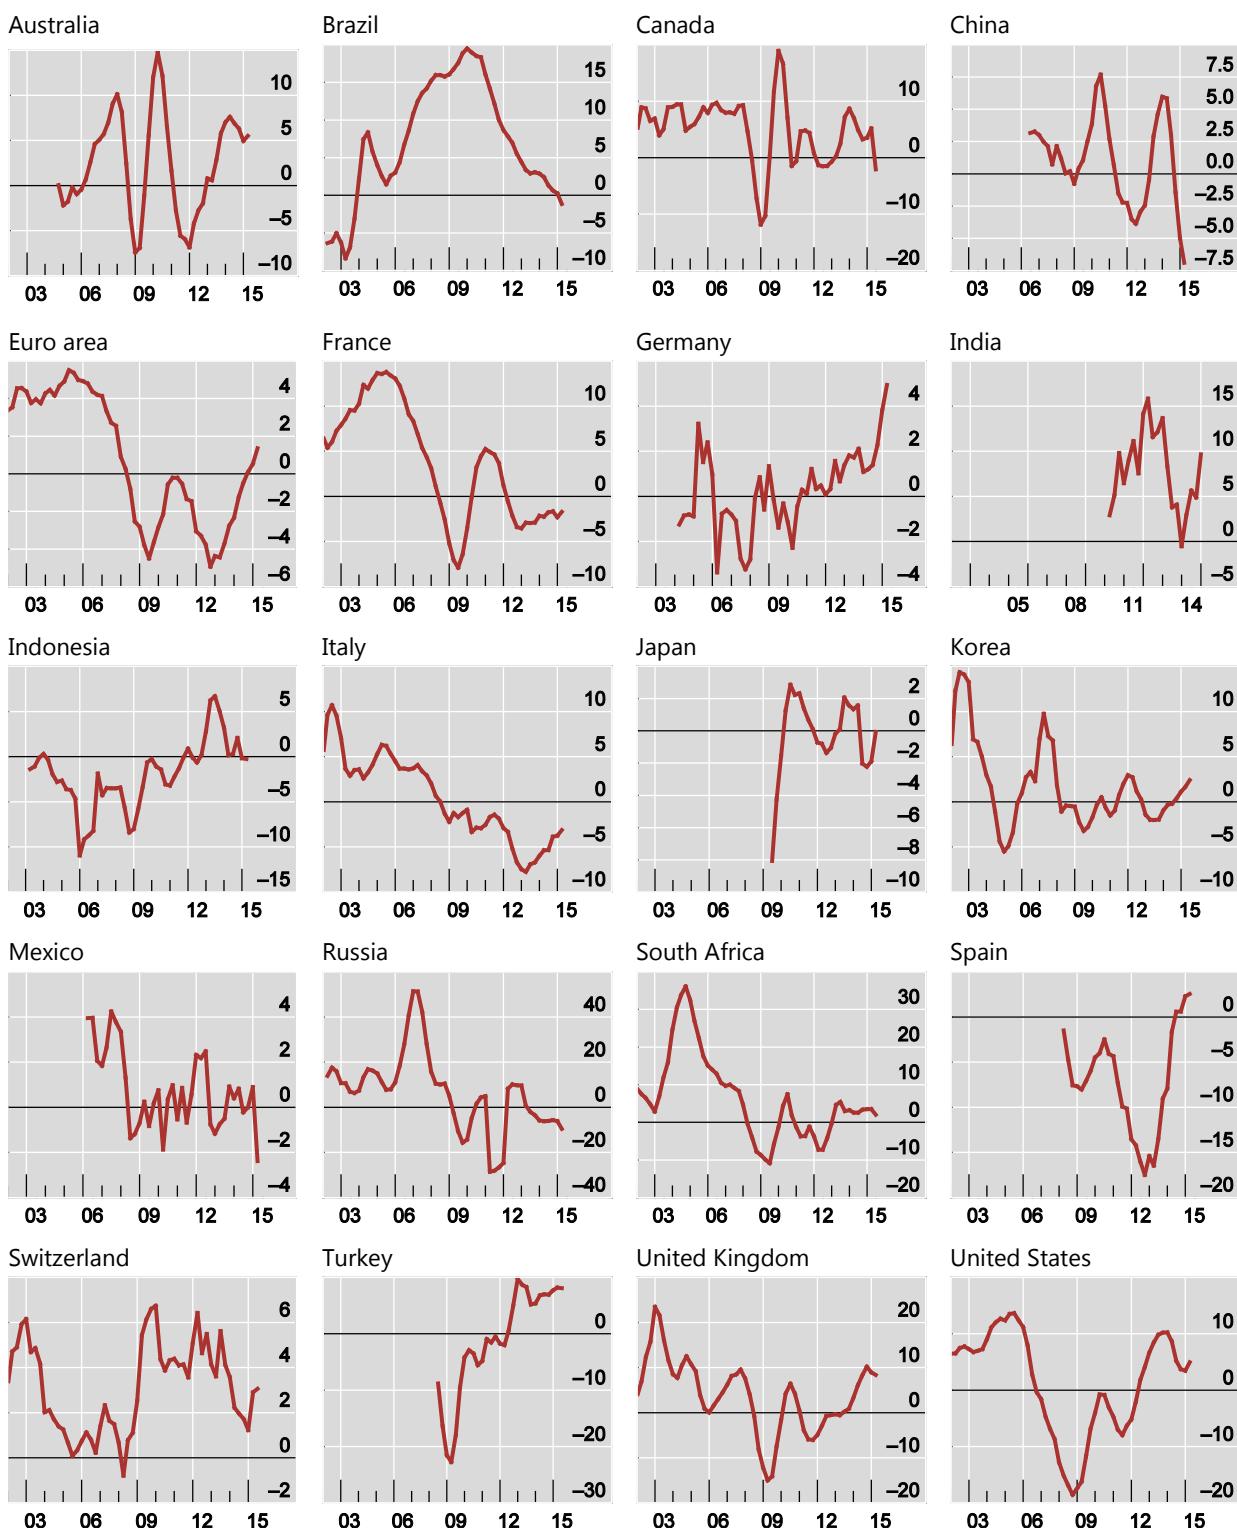 Australia
10
5
0
–5
–10
03 06 09 12 15
Brazil
15
10
5
0
–5
–10
03 06 09 12 15
Canada
10
0
–10
–20
03 06 09 12 15
China
7.5
5.0
2.5
0.0
–2.5
–5.0
–7.5
03 06 09 12 15
Euro area
4
2
0
–2
–4
–6
03 06 09 12 15
France
10
5
0
–5
–10
03 06 09 12 15
Germany
4
2
0
–2
–4
03 06 09 12 15
India
15
10
5
0
–5
05 08 11 14
Indonesia
5
0
–5
–10
–15
03 06 09 12 15
Italy
10
5
0
–5
–10
03 06 09 12 15
Japan
2
0
–2
–4
–6
–8
–10
03 06 09 12 15
Korea
10
5
0
–5
–10
03 06 09 12 15
Mexico
4
2
0
–2
–4
03 06 09 12 15
Russia
40
20
0
–20
–40
03 06 09 12 15
South Africa
30
20
10
0
–10
–20
03 06 09 12 15
Spain
0
–5
–10
–15
–20
03 06 09 12 15
Switzerland
6
4
2
0
–2
03 06 09 12 15
Turkey
0
–10
–20
–30
03 06 09 12 15
United Kingdom
20
10
0
–10
–20
03 06 09 12 15
United States
10
0
–10
–20
03 06 09 12 15